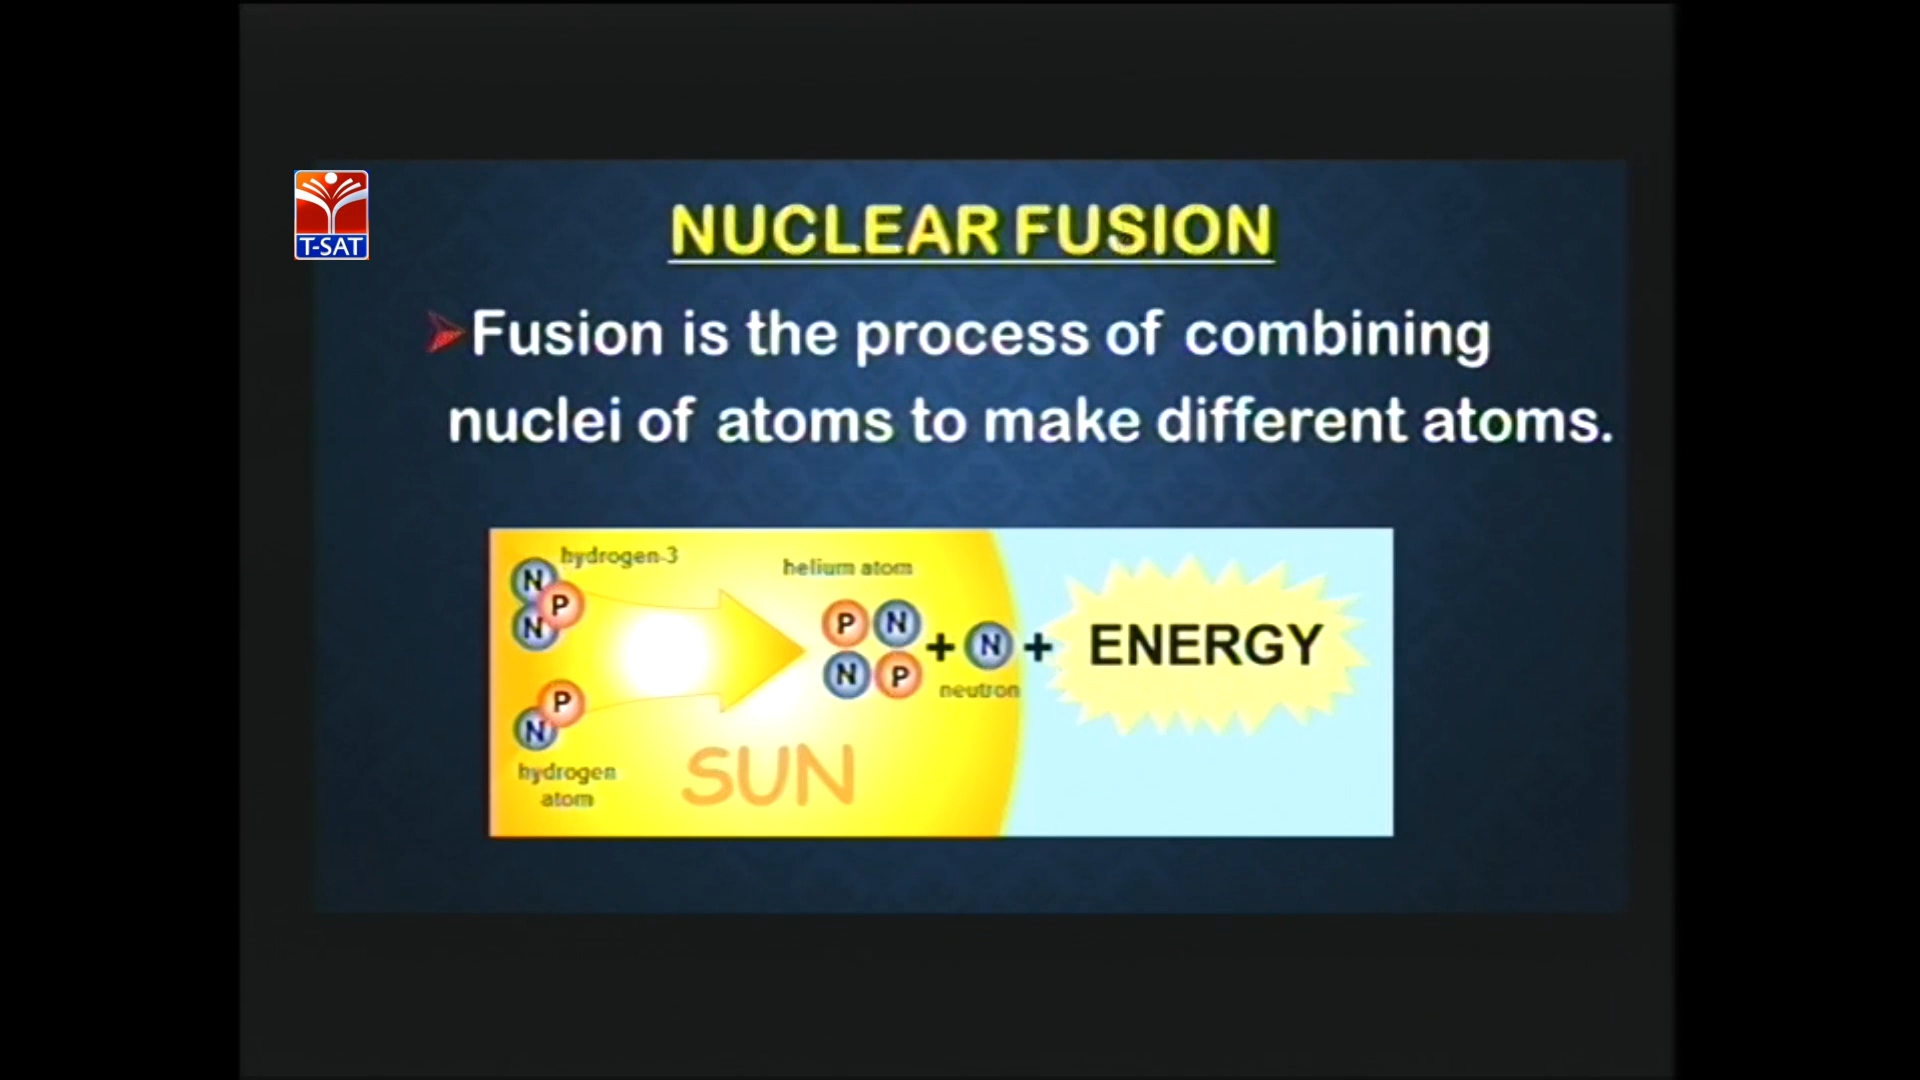 T-SAT
NUCLEAR FUSION
Fusion is the process of combining
nuclei of atoms to make different atoms.
hydrogen-3
helium atom
N
P
N
P N
N P
+ N + ENERGY
neutron
P
N
hydrogen
atom
SUN